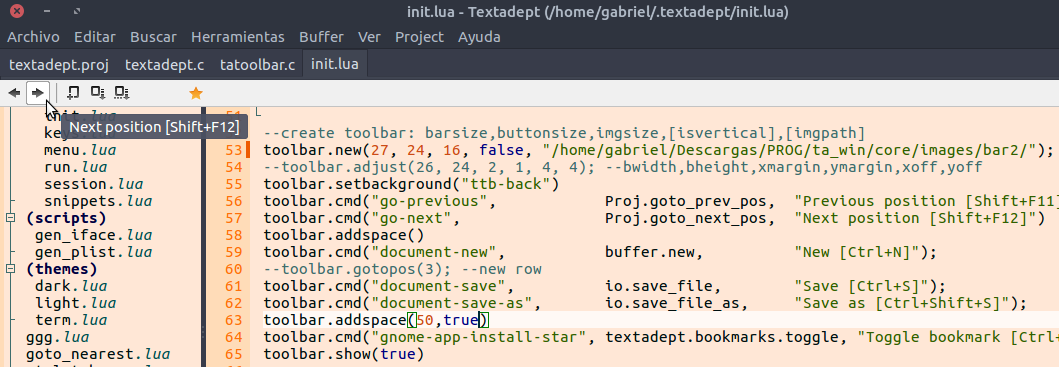 init.lua - Textadept (/home/gabriel/.textadept/init.lua)
Archivo Editar Buscar Herramientas Buffer Ver Project Ayuda
textadept.proj textadept.c tatoolbar.c init.lua
Next position [Shift+F12]
init.lua
menu.lua
run.lua
session.lua
snippets.lua
(scripts)
gen_iface.lua
gen_plist.lua
(themes)
dark.lua
light.lua
term.lua
ggg.lua
goto_nearest.lua
51
--create toolbar: barsize,buttonsize,imgsize,[isvertical],[imgpath]
53 toolbar.new(27, 24, 16, false, "/home/gabriel/Descargas/PROG/ta_win/core/images/bar2/");
54 --toolbar.adjust(26, 24, 2, 1, 4, 4); --bwidth,bheight,xmargin,ymargin,xoff,yoff
55 toolbar.setbackground("ttb-back")
56 toolbar.cmd("go-previous", Proj.goto_prev_pos, "Previous position [Shift+F11]
57 toolbar.cmd("go-next", Proj.goto_next_pos, "Next position [Shift+F12]")
58 toolbar.addspace()
59 toolbar.cmd("document-new", buffer.new, "New [Ctrl+N]");
60 --toolbar.gotopos(3); --new row
61 toolbar.cmd("document-save", io.save_file, "Save [Ctrl+S]");
62 toolbar.cmd("document-save-as", io.save_file_as, "Save as [Ctrl+Shift+S]");
63 toolbar.addspace(50,true)
64 toolbar.cmd("gnome-app-install-star", textadept.bookmarks.toggle, "Toggle bookmark [Ctrl+
65 toolbar.show(true)